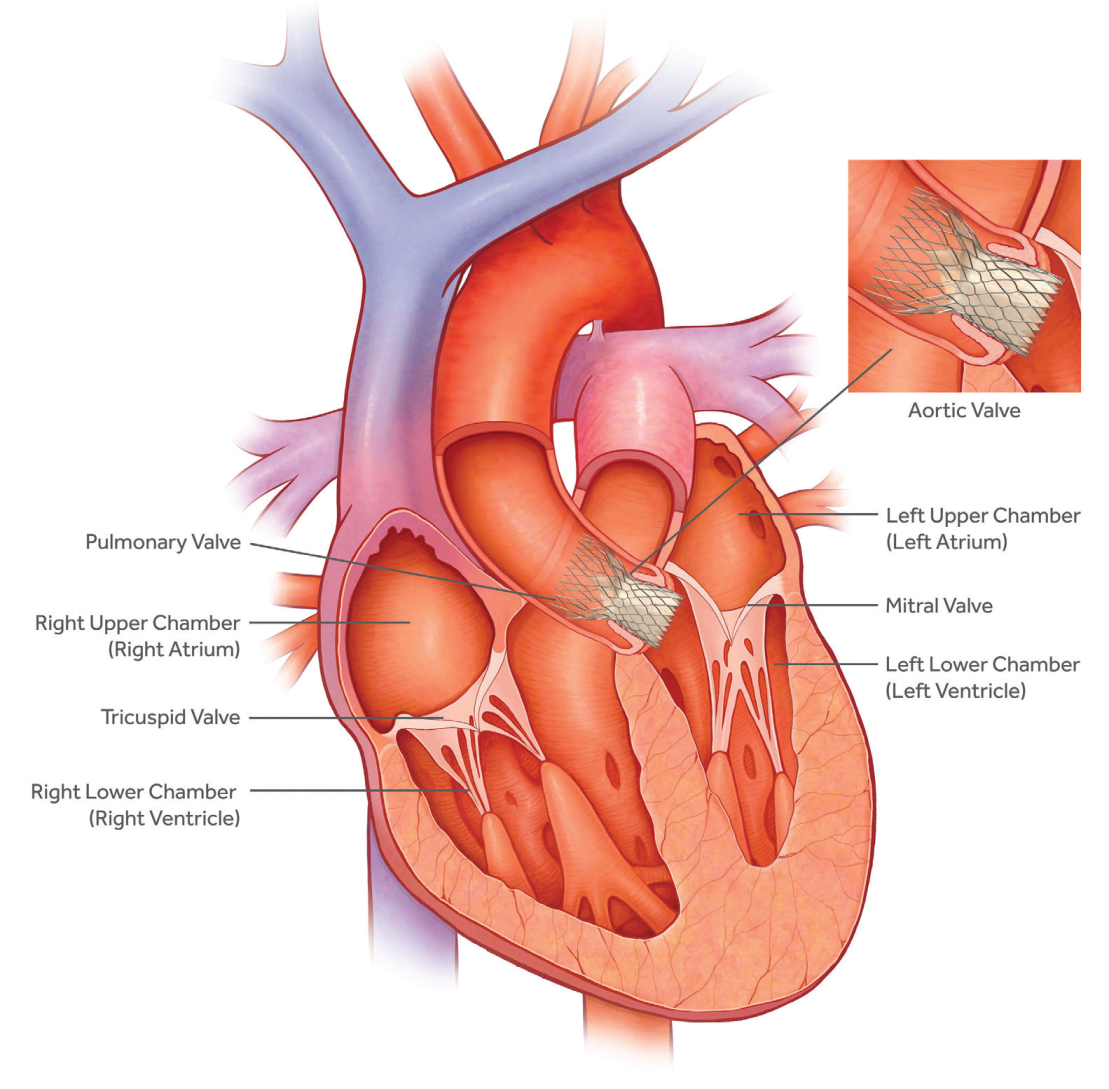 Aortic Valve
Pulmonary Valve
Right Upper Chamber
(Right Atrium)
Tricuspid Valve
Right Lower Chamber
(Right Ventricle)
Left Upper Chamber
(Left Atrium)
Mitral Valve
Left Lower Chamber
(Left Ventricle)